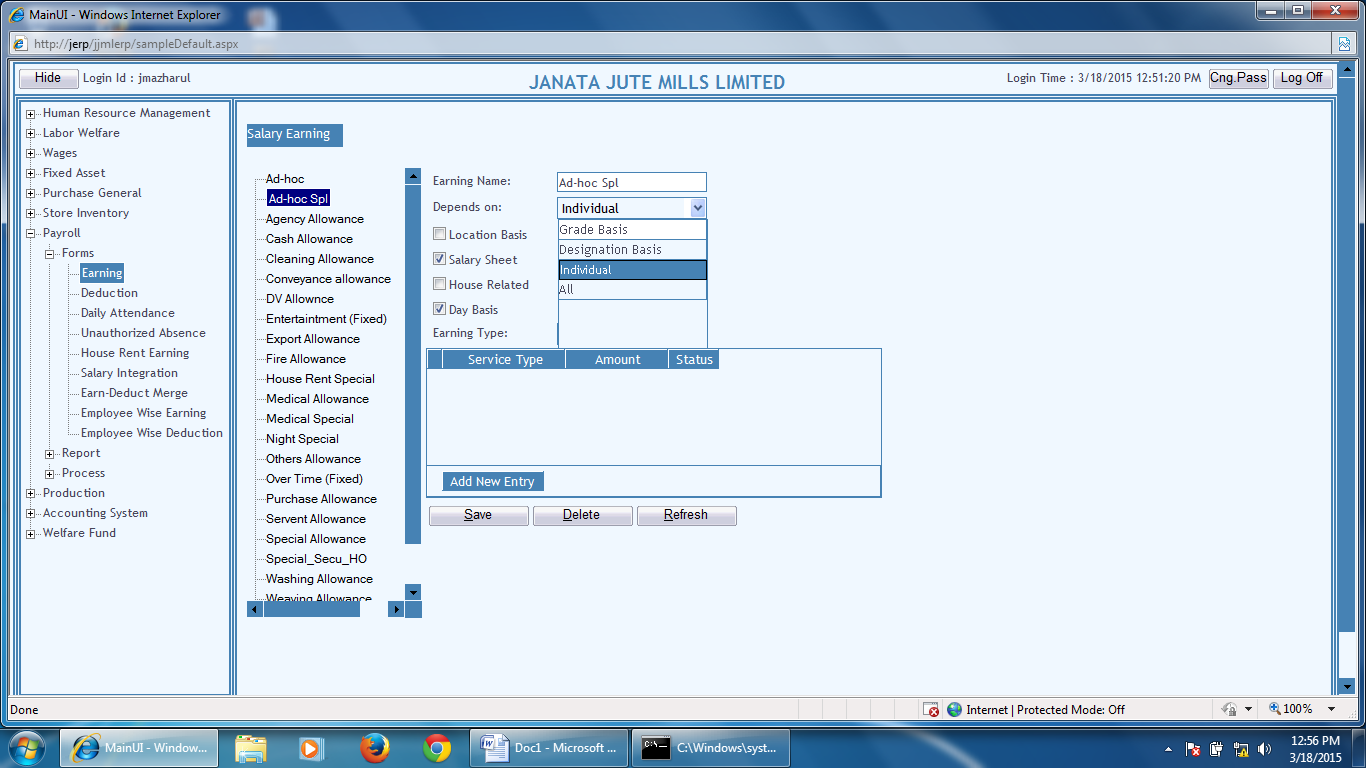 MainUI - Windows Internet Explorer
http://jerp/jjmlerp/sampleDefault.aspx
Hide Login Id : jmazharul JANATA JUTE MILLS LIMITED Login Time : 3/18/2015 12:51:20 PM Cng.Pass Log Off
Human Resource Management
Labor Welfare
Wages
Fixed Asset
Purchase General
Store Inventory
Payroll
Forms
Earning
Deduction
Daily Attendance
Unauthorized Absence
House Rent Earning
Salary Integration
Earn-Deduct Merge
Employee Wise Earning
Employee Wise Deduction
Report
Process
Production
Accounting System
Welfare Fund
Salary Earning
Ad-hoc
Ad-hoc Spl
Agency Allowance
Cash Allowance
Cleaning Allowance
Conveyance allowance
DV Allownce
Entertaintment (Fixed)
Export Allowance
Fire Allowance
House Rent Special
Medical Allowance
Medical Special
Night Special
Others Allowance
Over Time (Fixed)
Purchase Allowance
Servent Allowance
Special Allowance
Special_Secu_HO
Washing Allowance
Weaving Allowance
Earning Name: Ad-hoc Spl
Depends on: Individual
Grade Basis
Designation Basis
Individual
All
Location Basis
Salary Sheet
House Related
Day Basis
Earning Type:
Service Type Amount Status
Add New Entry
Save Delete Refresh
Done Internet | Protected Mode: Off 100%
MainUI - Window... Doc1 - Microsoft ... C:\Windows\syst... 12:56 PM
3/18/2015